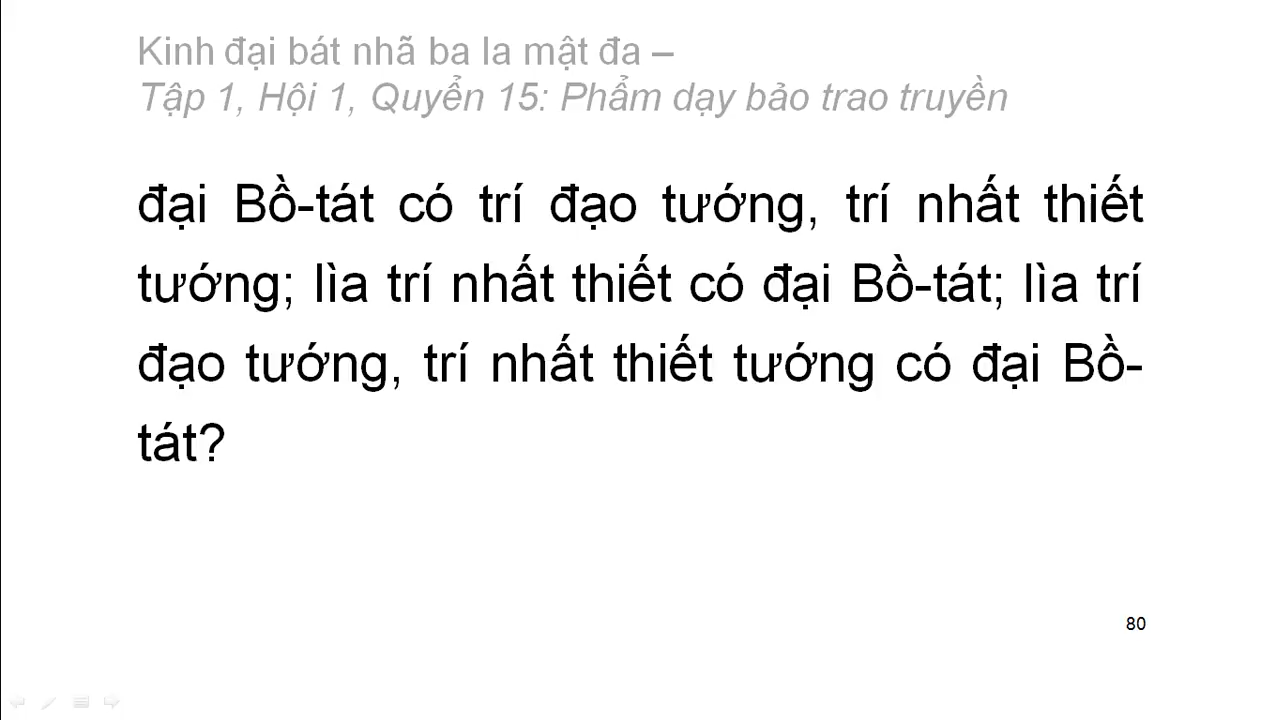 Kinh đại bát nhã ba la mật đa –
Tập 1, Hội 1, Quyển 15: Phẩm dạy bảo trao truyền
đại Bồ-tát có trí đạo tướng, trí nhất thiết
tướng; lìa trí nhất thiết có đại Bồ-tát; lìa trí
đạo tướng, trí nhất thiết tướng có đại Bồ-
tát?
80